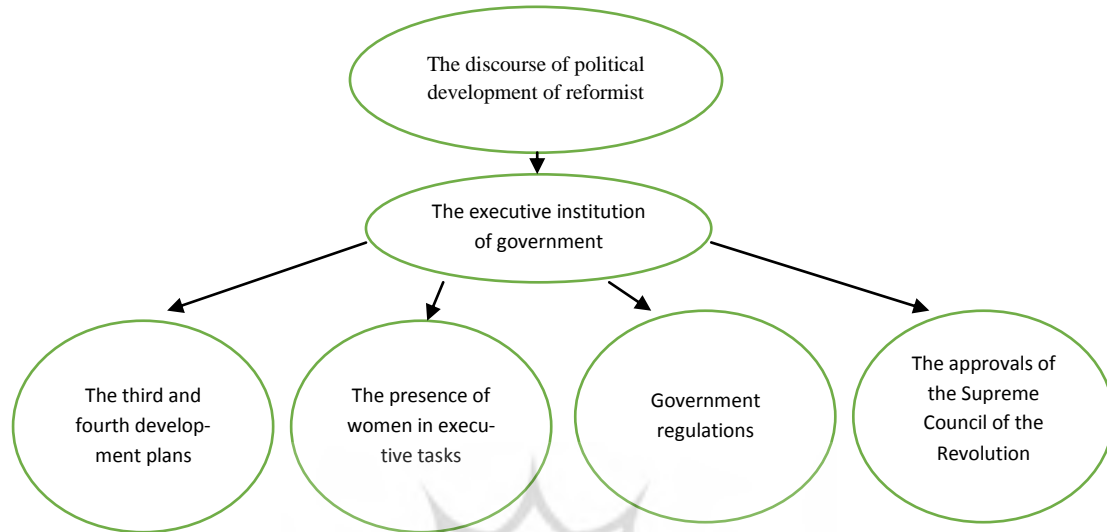 The discourse of political
development of reformist
The executive institution
of government
The third and
fourth develop-
ment plans
The presence of
women in execu-
tive tasks
Government
regulations
The approvals of
the Supreme
Council of the
Revolution